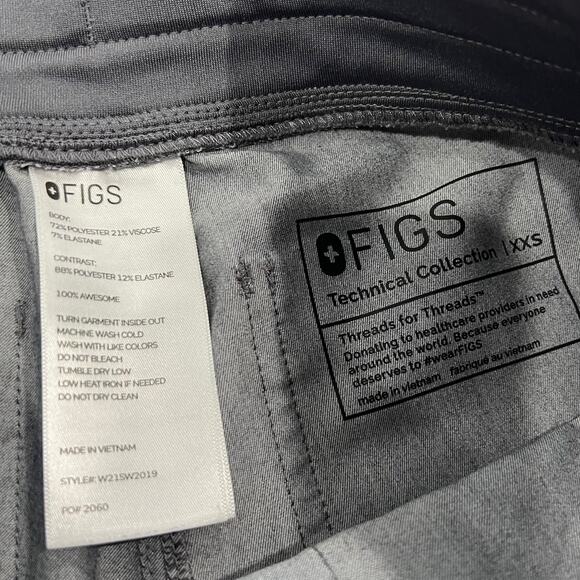 FIGS
BODY:
72% POLYESTER 21% VISCOSE
7% ELASTANE
CONTRAST:
88% POLYESTER 12% ELASTANE
100% AWESOME
TURN GARMENT INSIDE OUT
MACHINE WASH COLD
WASH WITH LIKE COLORS
DO NOT BLEACH
TUMBLE DRY LOW
LOW HEAT IRON IF NEEDED
DO NOT DRY CLEAN
MADE IN VIETNAM
STYLE#: W21SW2019
PO# 2060
FIGS
Technical Collection | XXS
Threads for Threads™
Donating to healthcare providers in need
around the world. Because everyone
deserves to #wearFIGS
made in vietnam fabriqué au vietnam